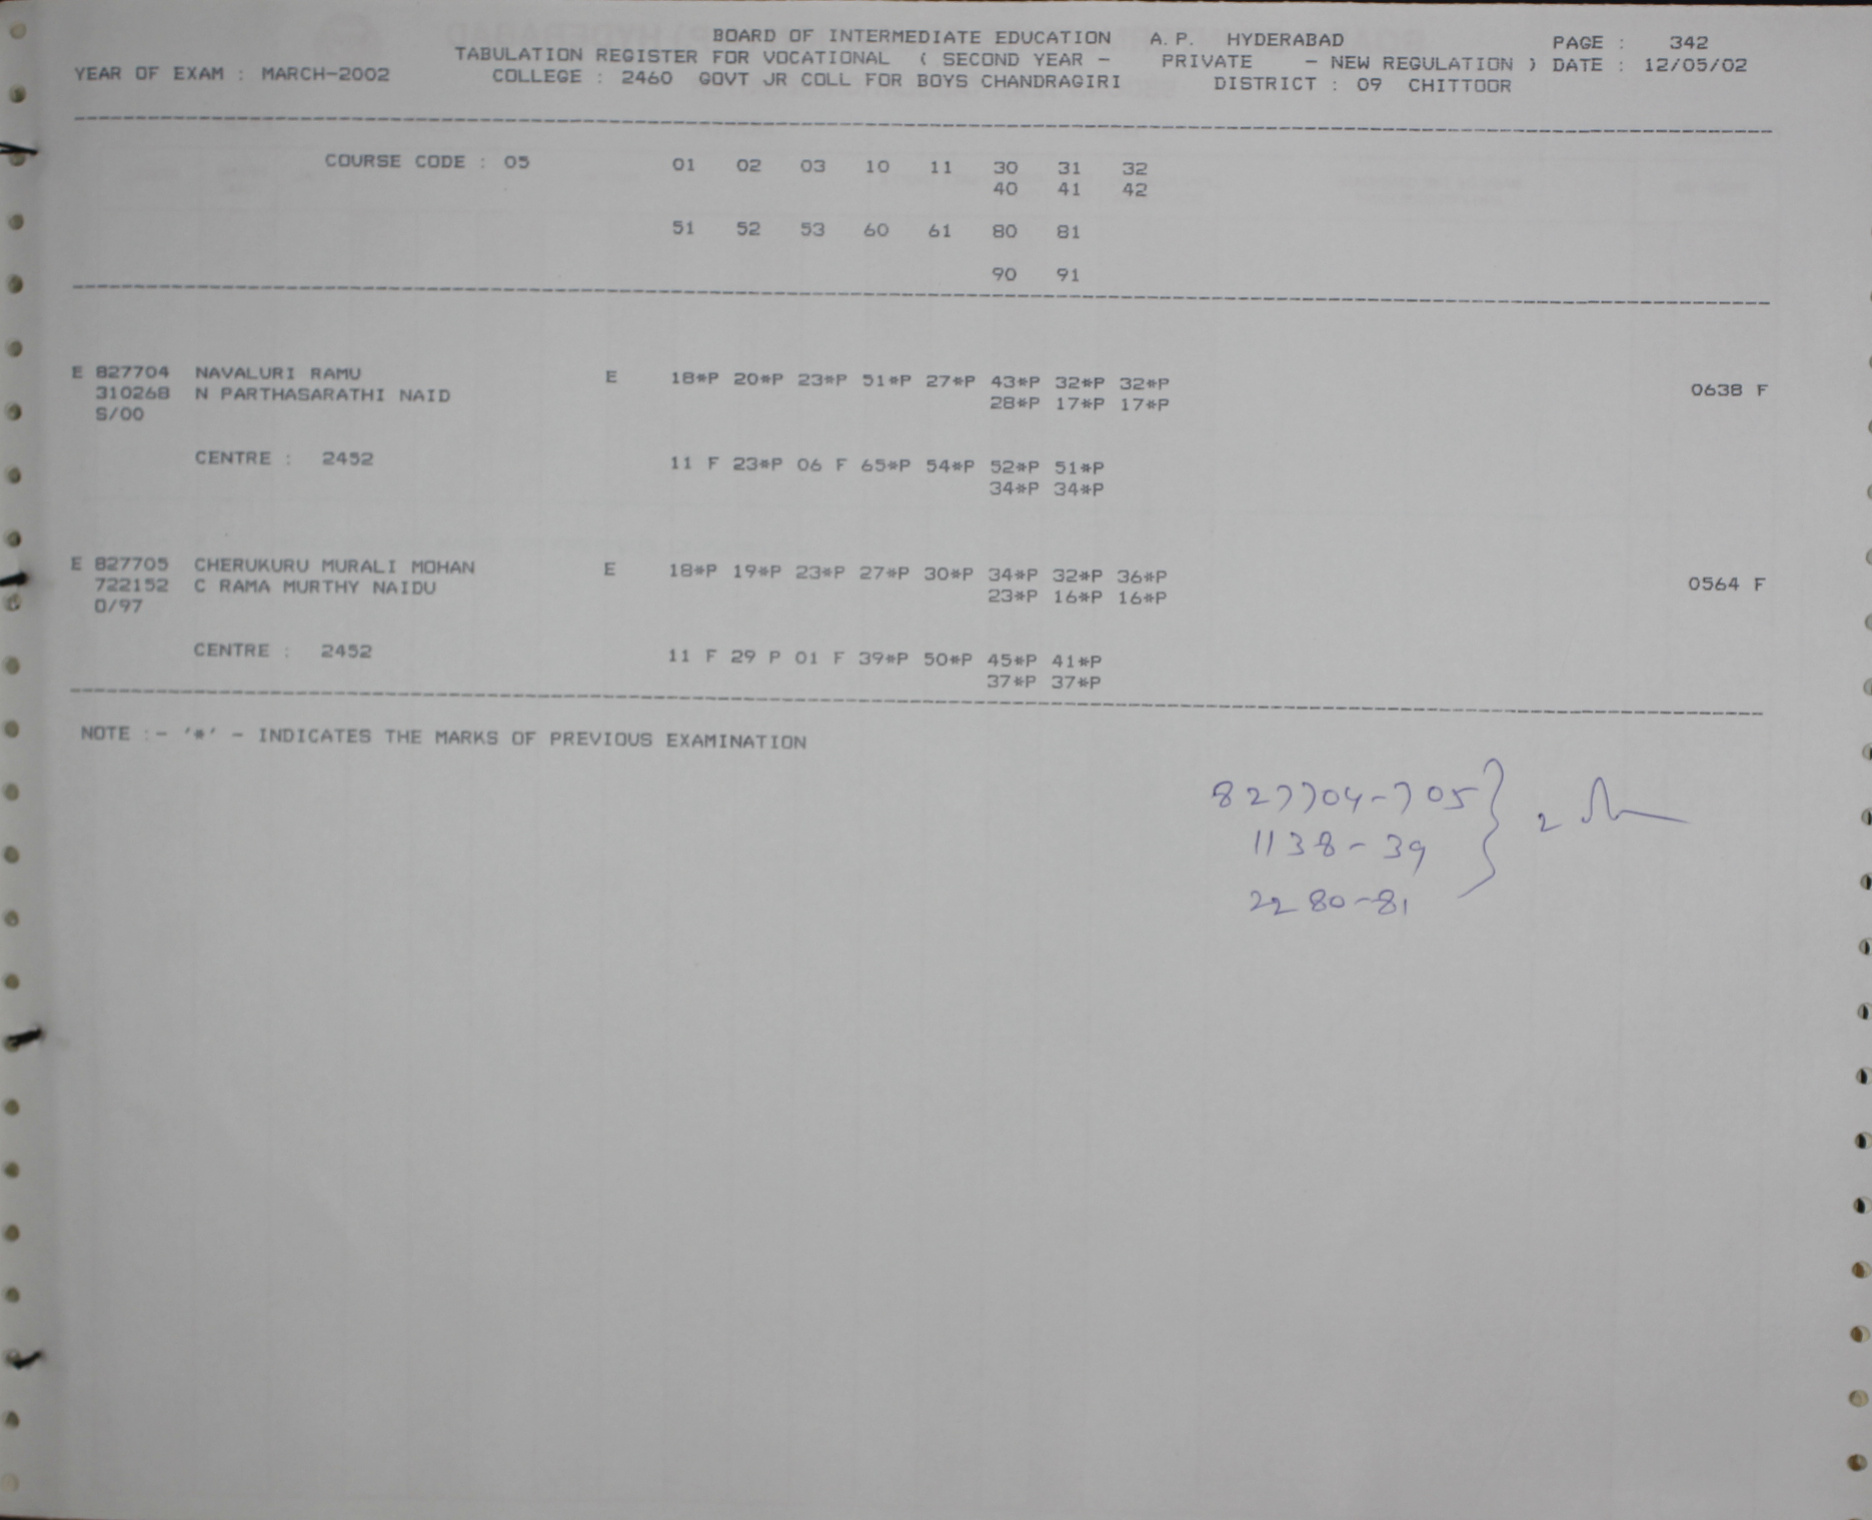 BOARD OF INTERMEDIATE EDUCATION A.P. HYDERABAD PAGE : 342
TABULATION REGISTER FOR VOCATIONAL ( SECOND YEAR - PRIVATE - NEW REGULATION ) DATE : 12/05/02
YEAR OF EXAM : MARCH-2002 COLLEGE : 2460 GOVT JR COLL FOR BOYS CHANDRAGIRI DISTRICT : 09 CHITTOOR
COURSE CODE : 05 01 02 03 10 11 30 31 32
40 41 42
51 52 53 60 61 80 81
90 91
E 827704 NAVALURI RAMU E 18*P 20*P 23*P 51*P 27*P 43*P 32*P 32*P 0638 F
310268 N PARTHASARATHI NAID 28*P 17*P 17*P
S/00
CENTRE : 2452 11 F 23*P 06 F 65*P 54*P 52*P 51*P
34*P 34*P
E 827705 CHERUKURU MURALI MOHAN E 18*P 19*P 23*P 27*P 30*P 34*P 32*P 36*P 0564 F
722152 C RAMA MURTHY NAIDU 23*P 16*P 16*P
O/97
CENTRE : 2452 11 F 29 P 01 F 39*P 50*P 45*P 41*P
37*P 37*P
NOTE :- '*' - INDICATES THE MARKS OF PREVIOUS EXAMINATION
827704-705
1138-39 2
2280-81